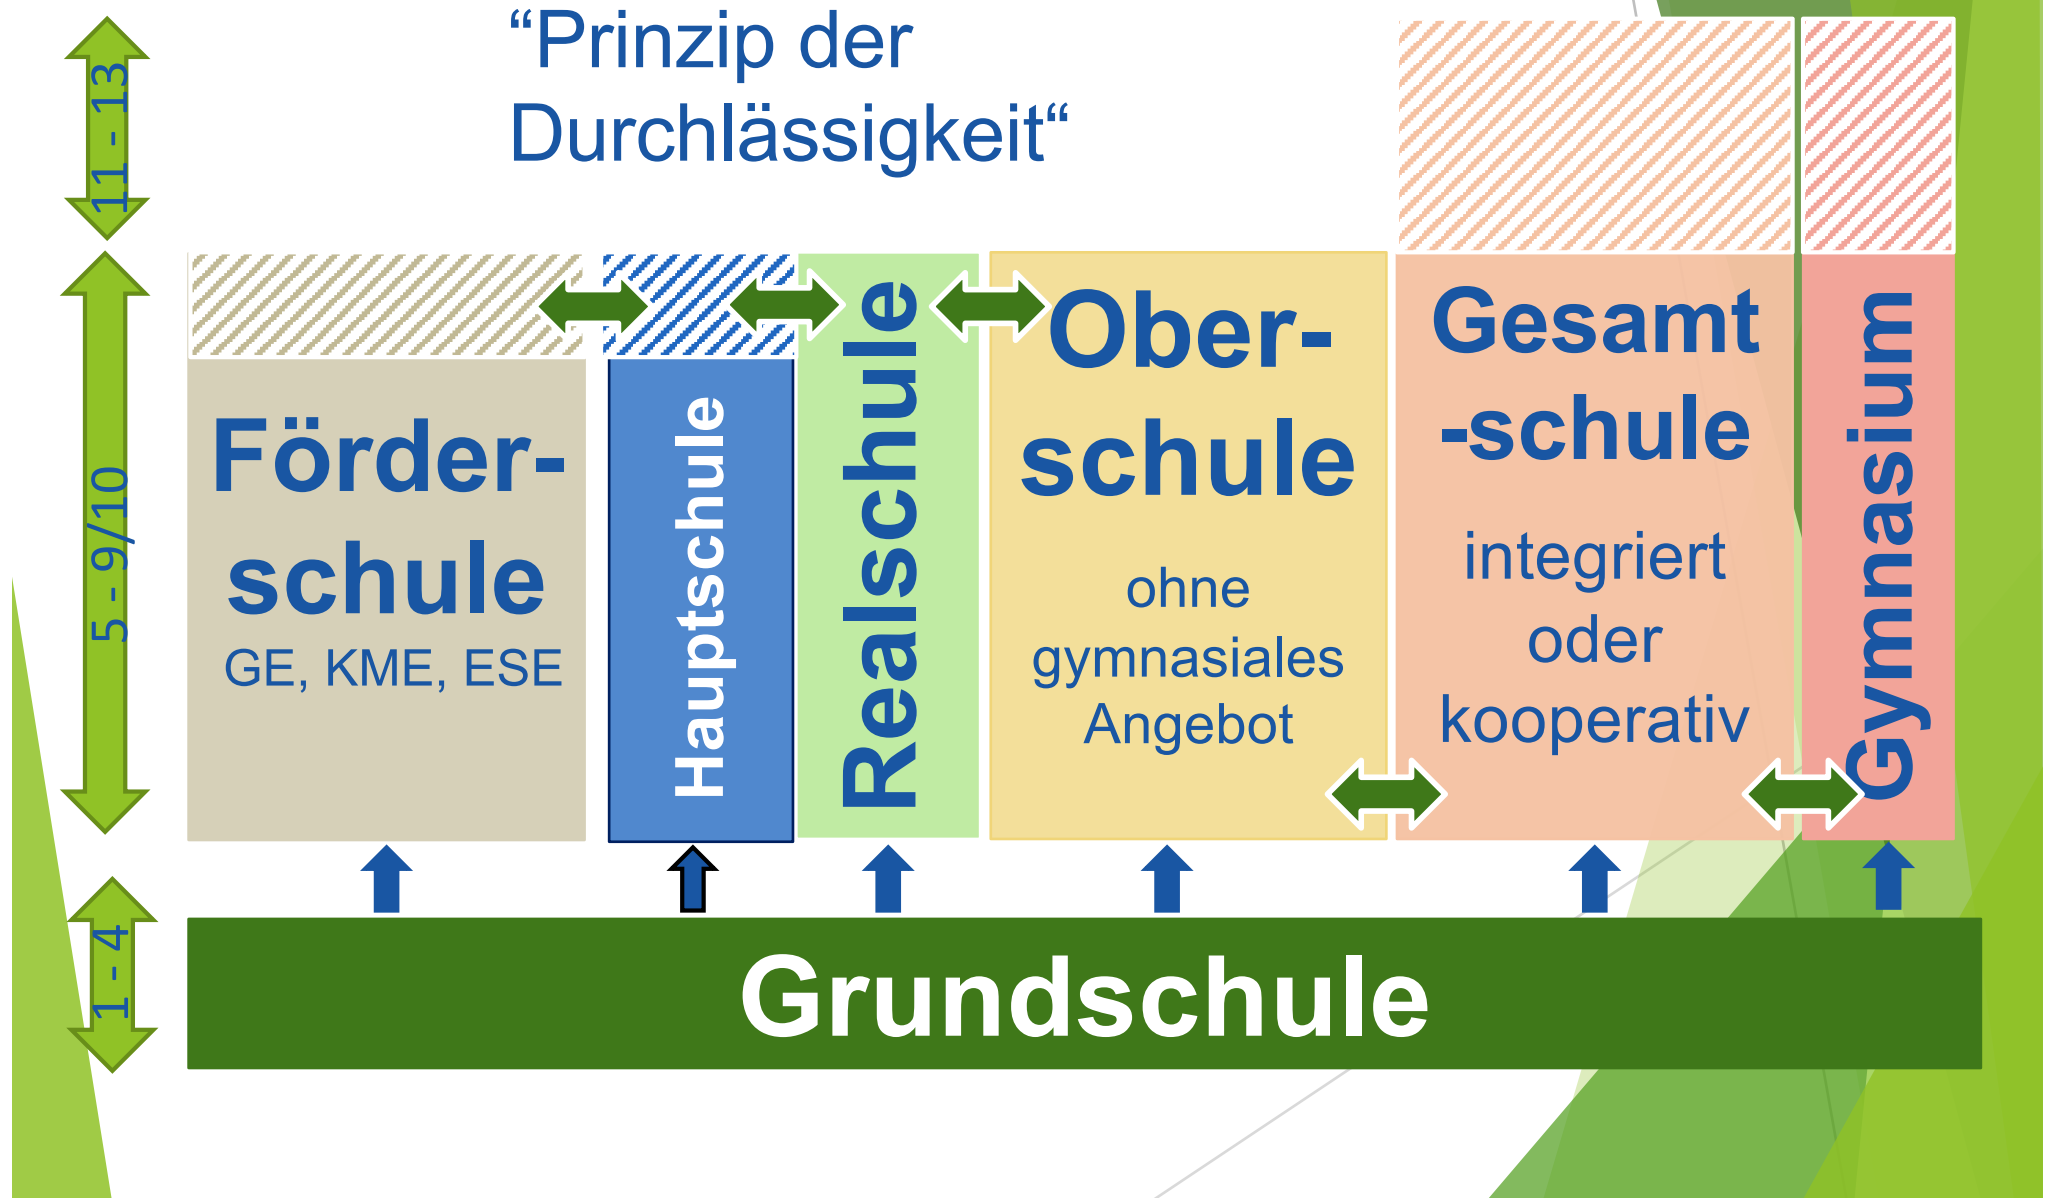 “Prinzip der
Durchlässigkeit“
11 - 13
5 - 9/10
1 - 4
Förder-
schule
GE, KME, ESE
Hauptschule
Realschule
Ober-
schule
ohne
gymnasiales
Angebot
Gesamt
-schule
integriert
oder
kooperativ
Gymnasium
Grundschule